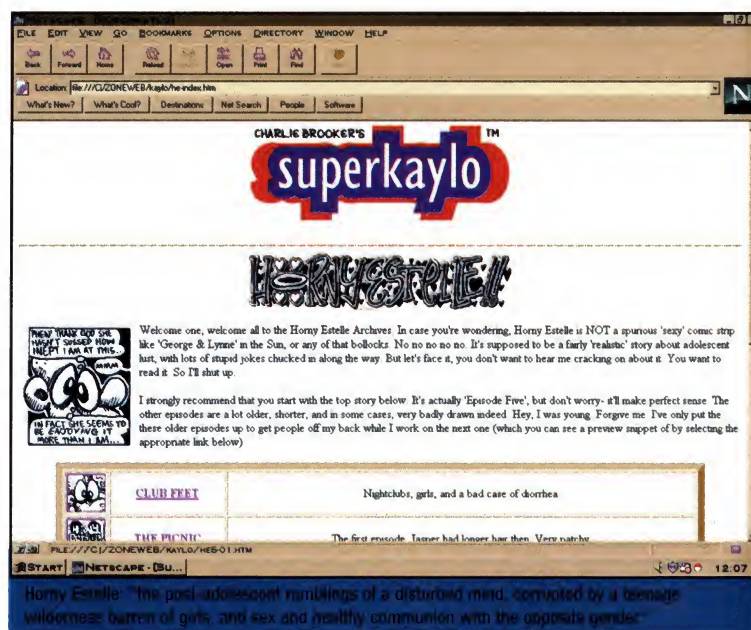 NETSCAPE
FILE EDIT VIEW GO BOOKMARKS OPTIONS DIRECTORY WINDOW HELP
Back Forward Home Reload Open Print Find
Location: file:///C|/ZONEWEB/kaylo/he-index.htm
N
What's New? What's Cool? Destinations Net Search People Software
CHARLIE BROOKER'S TM
superkaylo
HORNY ESTELLE!!
PHEW! THANK GOD SHE
HASN'T SUSSED HOW
INEPT I AM AT THIS...
MMM
IN FACT SHE SEEMS TO
BE ENJOYING IT
MORE THAN I AM...
Welcome one, welcome all to the Horny Estelle Archives. In case you're wondering, Horny Estelle is NOT a spurious 'sexy' comic strip
like 'George & Lynne' in the Sun, or any of that bollocks. No no no no no. It's supposed to be a fairly 'realistic' story about adolescent
lust, with lots of stupid jokes chucked in along the way. But let's face it, you don't want to hear me cracking on about it. You want to
read it. So I'll shut up.
I strongly recommend that you start with the top story below. It's actually 'Episode Five', but don't worry- it'll make perfect sense. The
other episodes are a lot older, shorter, and in some cases, very badly drawn indeed. Hey, I was young. Forgive me. I've only put the
these older episodes up to get people off my back while I work on the next one (which you can see a preview snippet of by selecting the
appropriate link below)
CLUB FEET Nightclubs, girls, and a bad case of diorrhea
THE PICNIC The first episode. Jasper had longer hair then. Very patchy
FILE:///C|/ZONEWEB/KAYLO/HE5-01.HTM
START NETSCAPE - [SU... 12:07
Horny Estelle: "the post-adolescent ramblings of a disturbed mind, corrupted by a teenage
wilderness barren of girls, and sex and healthy communion with the opposite gender."